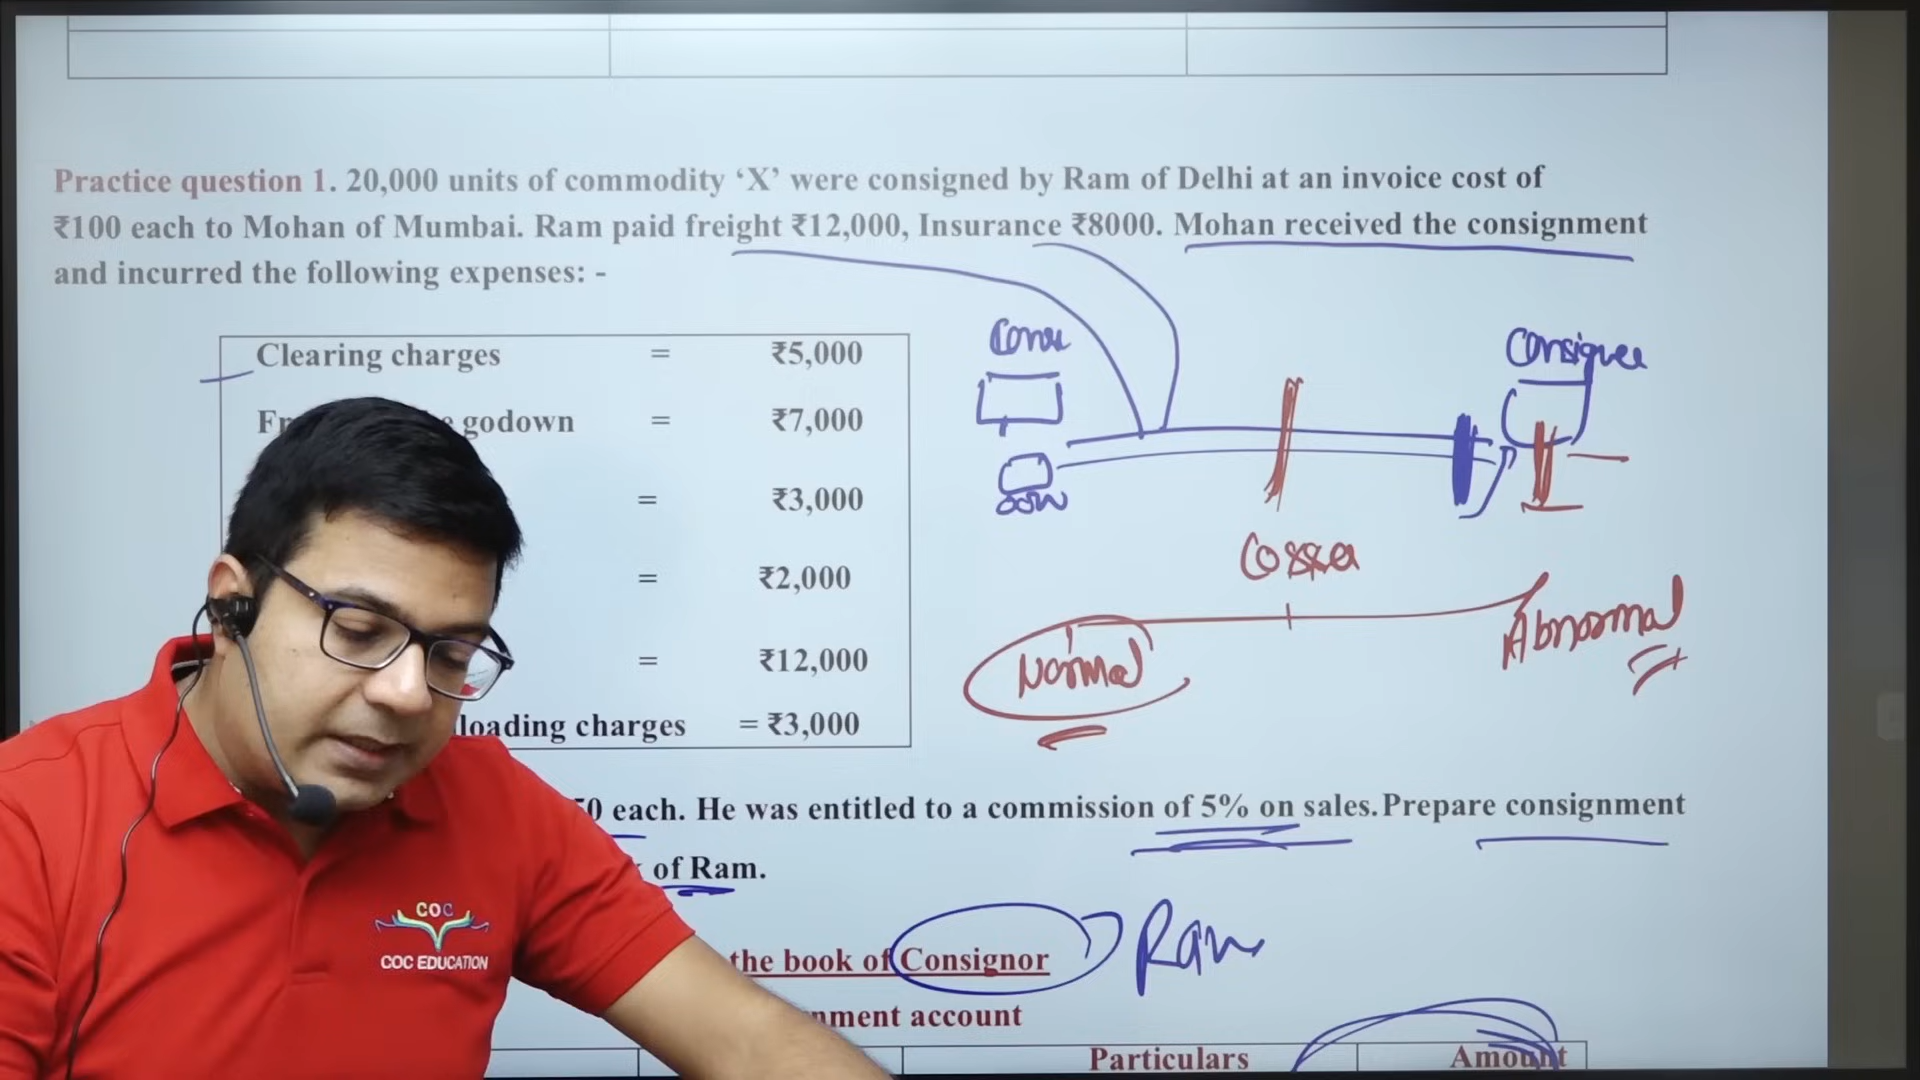 Practice question 1. 20,000 units of commodity ‘X’ were consigned by Ram of Delhi at an invoice cost of
₹100 each to Mohan of Mumbai. Ram paid freight ₹12,000, Insurance ₹8000. Mohan received the consignment
and incurred the following expenses: -
Clearing charges = ₹5,000
godown = ₹7,000
= ₹3,000
= ₹2,000
= ₹12,000
loading charges = ₹3,000
Consignee
Normal
Abnormal
each. He was entitled to a commission of 5% on sales. Prepare consignment
of Ram.
the book of Consignor
Ram
account
Particulars Amount
COC
COC EDUCATION